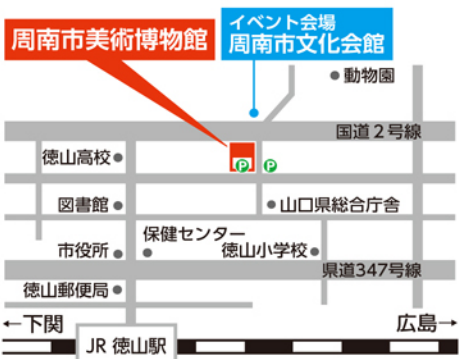 イベント会場
周南市文化会館
周南市美術博物館
動物園
国道2号線
徳山高校
P
P
図書館
山口県総合庁舎
保健センター
市役所
徳山小学校
県道347号線
徳山郵便局
←下関
広島→
JR 徳山駅